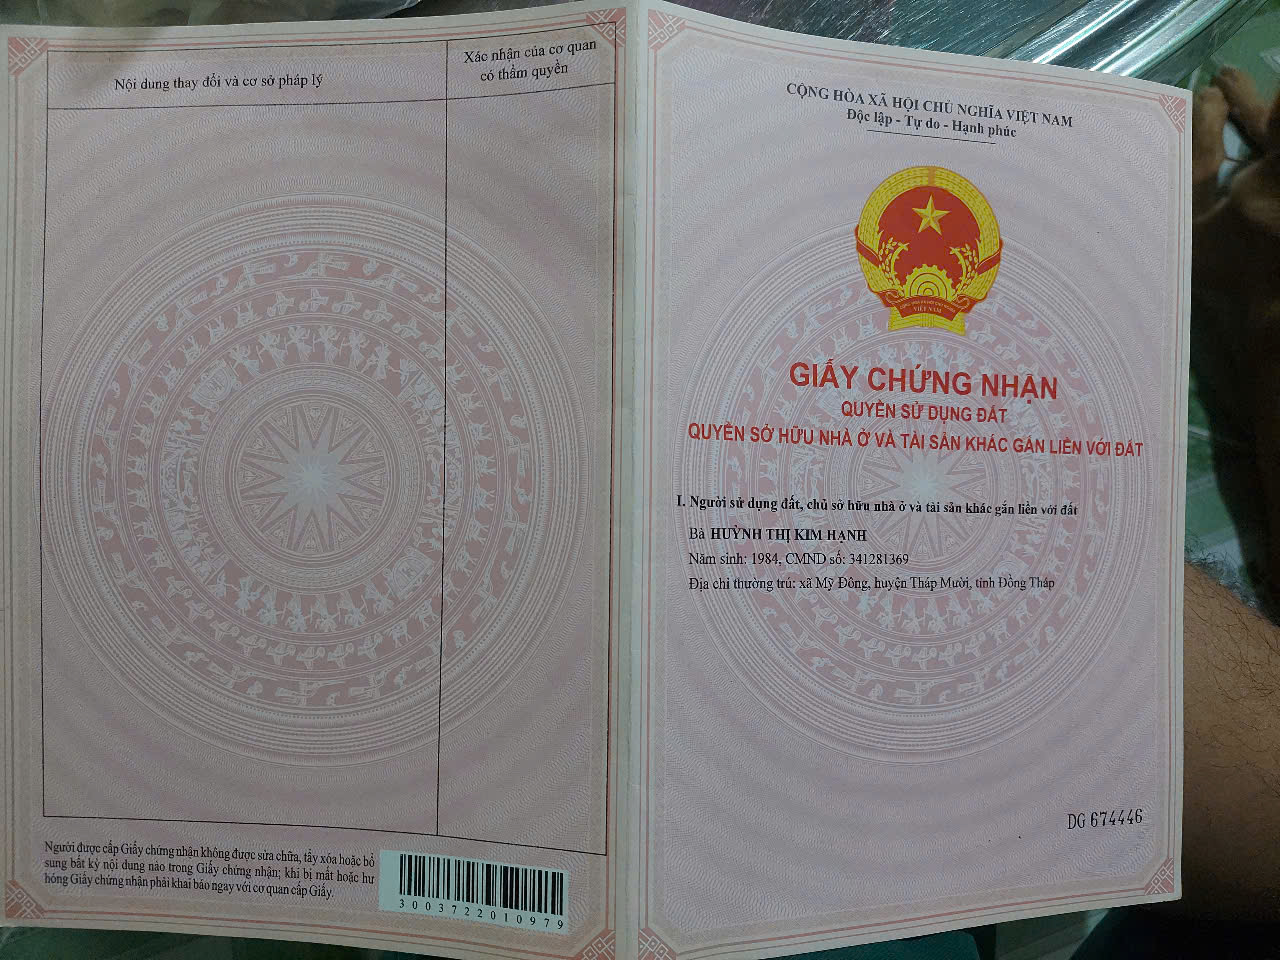 Nội dung thay đổi và cơ sở pháp lý
Xác nhận của cơ quan
có thẩm quyền
Người được cấp Giấy chứng nhận không được sửa chữa, tẩy xóa hoặc bổ
sung bất kỳ nội dung nào trong Giấy chứng nhận; khi bị mất hoặc hư
hỏng Giấy chứng nhận phải khai báo ngay với cơ quan cấp Giấy.
3003722010979
CỘNG HÒA XÃ HỘI CHỦ NGHĨA VIỆT NAM
Độc lập - Tự do - Hạnh phúc
CỘNG HÒA XÃ HỘI CHỦ NGHĨA
VIỆT NAM
GIẤY CHỨNG NHẬN
QUYỀN SỬ DỤNG ĐẤT
QUYỀN SỞ HỮU NHÀ Ở VÀ TÀI SẢN KHÁC GẮN LIỀN VỚI ĐẤT
I. Người sử dụng đất, chủ sở hữu nhà ở và tài sản khác gắn liền với đất
Bà HUỲNH THỊ KIM HẠNH
Năm sinh: 1984, CMND số: 341281369
Địa chỉ thường trú: xã Mỹ Đông, huyện Tháp Mười, tỉnh Đồng Tháp
DG 674446